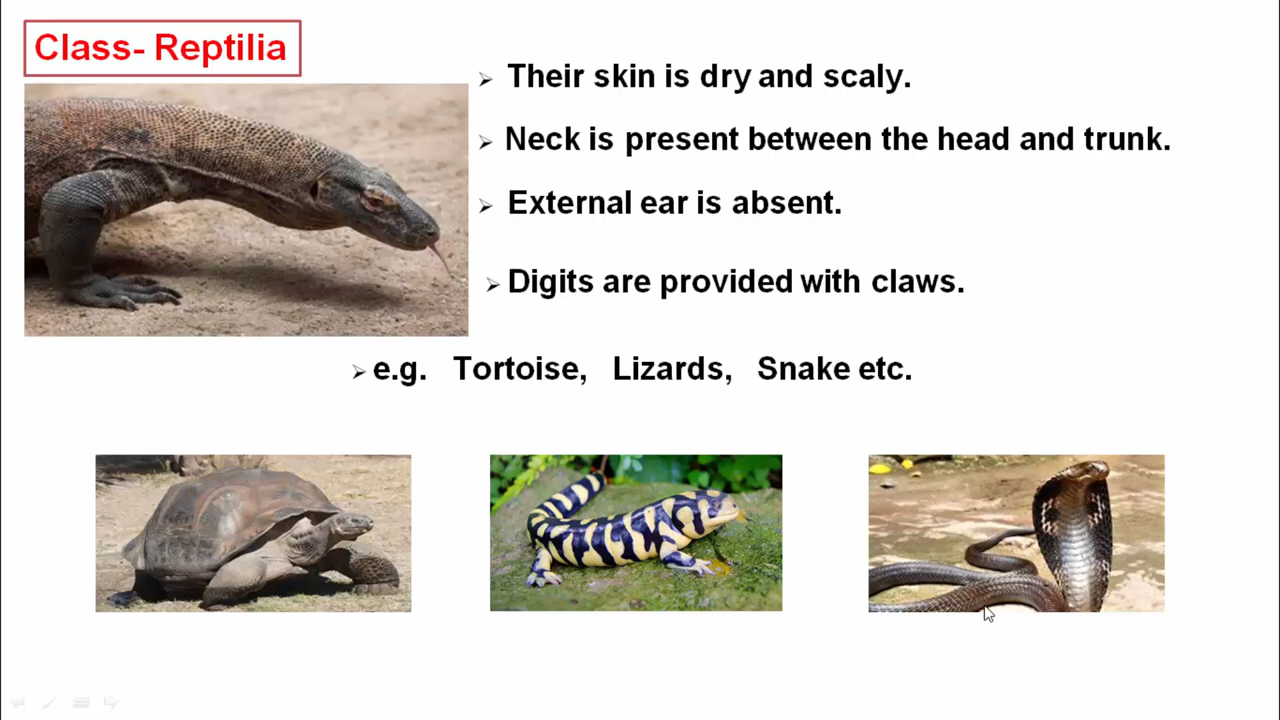 Class- Reptilia
Their skin is dry and scaly.
Neck is present between the head and trunk.
External ear is absent.
Digits are provided with claws.
e.g. Tortoise, Lizards, Snake etc.